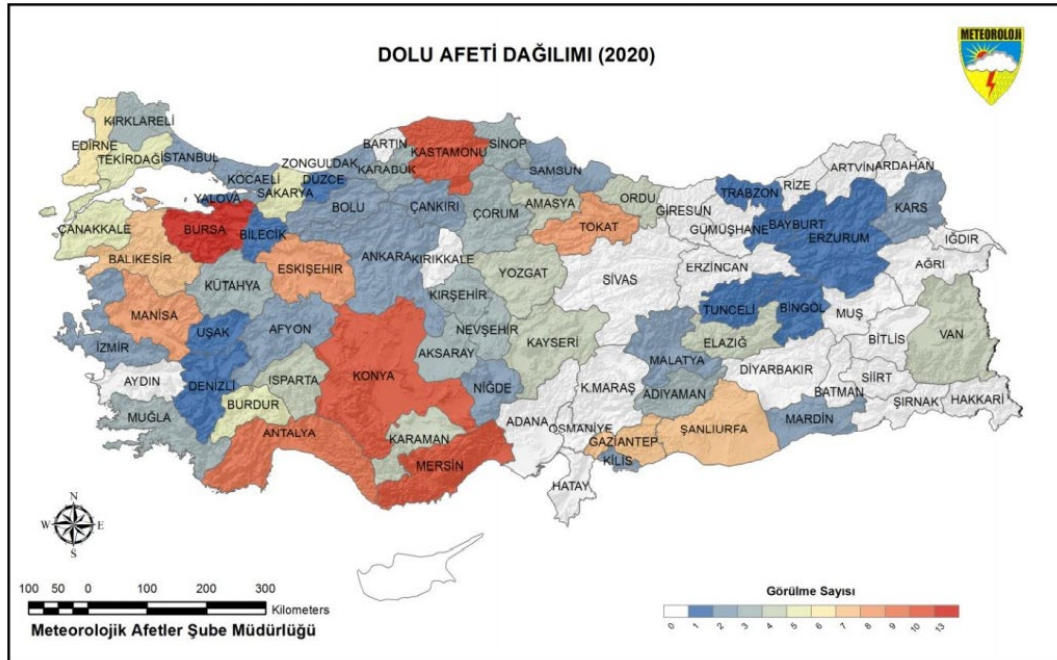 METEOROLOJİ
DOLU AFETİ DAĞILIMI (2020)
KIRKLARELİ
EDİRNE
TEKİRDAĞ
İSTANBUL
KOCAELİ
YALOVA
SAKARYA
DÜZCE
ZONGULDAK
BARTIN
KARABÜK
KASTAMONU
SİNOP
SAMSUN
ORDU
GİRESUN
TRABZON
RİZE
ARTVİN
ARDAHAN
KARS
IĞDIR
AĞRI
ERZURUM
BAYBURT
GÜMÜŞHANE
ERZİNCAN
SİVAS
TOKAT
AMASYA
ÇORUM
ÇANKIRI
BOLU
BİLECİK
BURSA
ÇANAKKALE
BALIKESİR
KÜTAHYA
ESKİŞEHİR
ANKARA
KIRIKKALE
KIRŞEHİR
YOZGAT
NEVŞEHİR
KAYSERİ
AKSARAY
NİĞDE
KONYA
AFYON
UŞAK
MANİSA
İZMİR
AYDIN
DENİZLİ
MUĞLA
BURDUR
ISPARTA
ANTALYA
KARAMAN
MERSİN
ADANA
OSMANİYE
HATAY
K.MARAŞ
GAZİANTEP
KİLİS
ŞANLIURFA
ADIYAMAN
MALATYA
ELAZIĞ
TUNCELİ
BİNGÖL
MUŞ
BİTLİS
VAN
DİYARBAKIR
BATMAN
SİİRT
MARDİN
ŞIRNAK
HAKKARİ
N
W E
S
100 50 0 100 200 300
Kilometers
Meteorolojik Afetler Şube Müdürlüğü
Görülme Sayısı
0 1 2 3 4 5 6 7 8 9 10 13